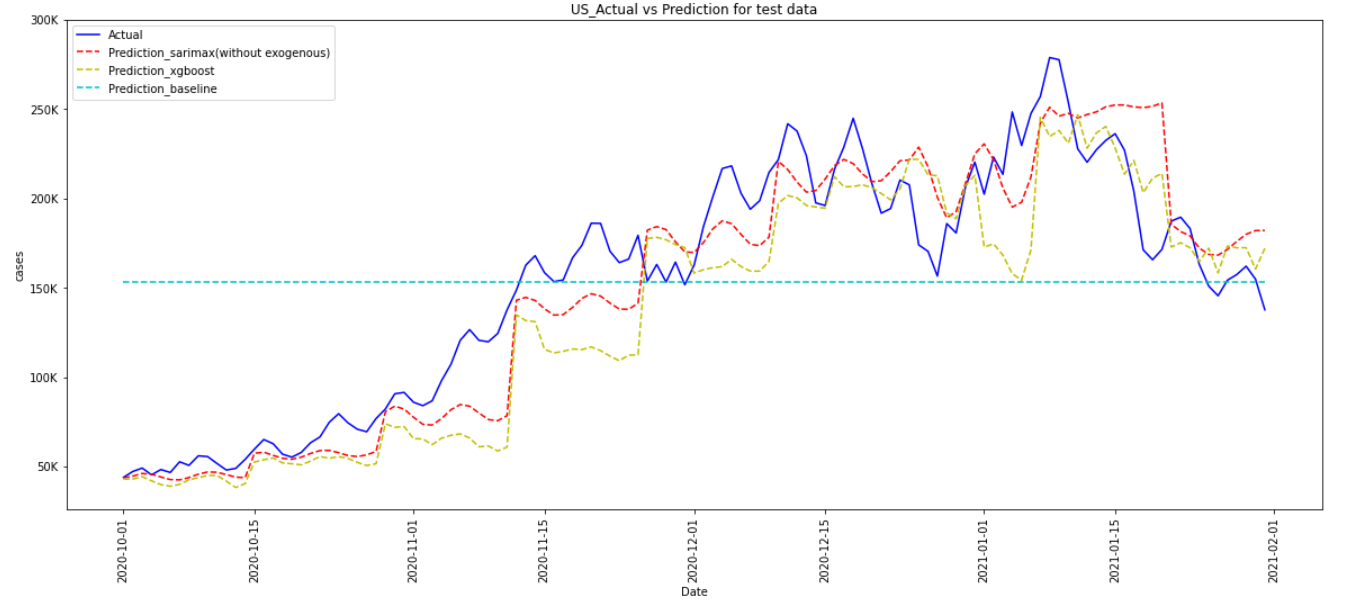 US_Actual vs Prediction for test data
300K
250K
200K
150K
100K
50K
cases
Actual
Prediction_sarimax(without exogenous)
Prediction_xgboost
Prediction_baseline
2020-10-01
2020-10-15
2020-11-01
2020-11-15
2020-12-01
2020-12-15
2021-01-01
2021-01-15
2021-02-01
Date